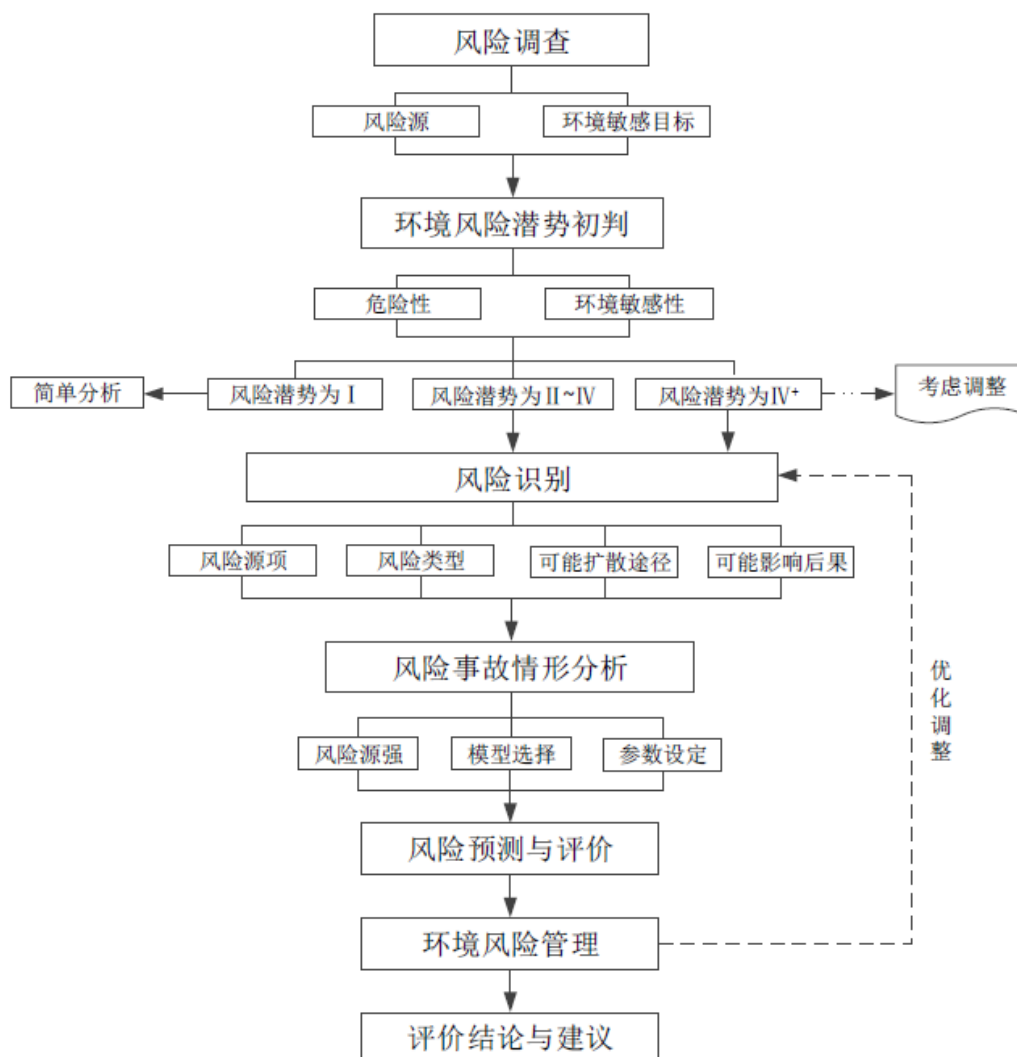 风险调查
风险源
环境敏感目标
环境风险潜势初判
危险性
环境敏感性
简单分析
风险潜势为Ⅰ
风险潜势为Ⅱ~Ⅳ
风险潜势为Ⅳ⁺
考虑调整
风险识别
风险源项
风险类型
可能扩散途径
可能影响后果
风险事故情形分析
优化调整
风险源强
模型选择
参数设定
风险预测与评价
环境风险管理
评价结论与建议